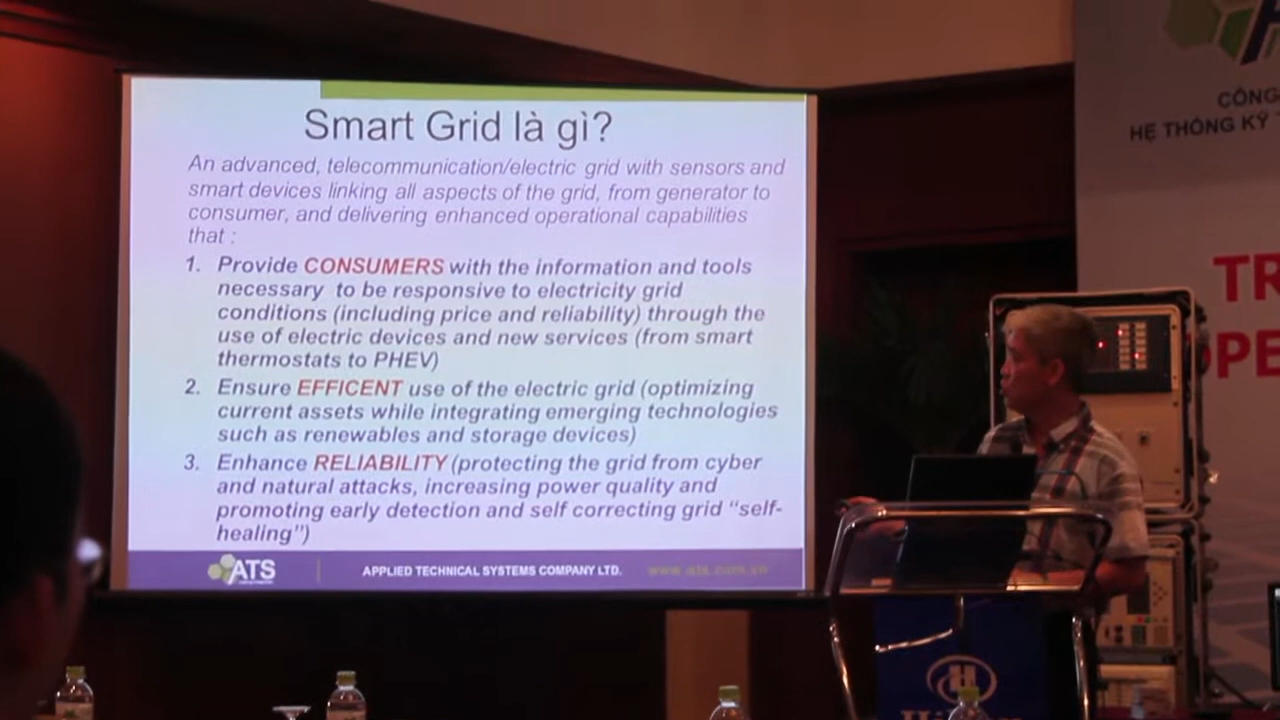 Smart Grid là gì?
An advanced, telecommunication/electric grid with sensors and
smart devices linking all aspects of the grid, from generator to
consumer, and delivering enhanced operational capabilities
that :
1. Provide CONSUMERS with the information and tools
necessary to be responsive to electricity grid
conditions (including price and reliability) through the
use of electric devices and new services (from smart
thermostats to PHEV)
2. Ensure EFFICENT use of the electric grid (optimizing
current assets while integrating emerging technologies
such as renewables and storage devices)
3. Enhance RELIABILITY (protecting the grid from cyber
and natural attacks, increasing power quality and
promoting early detection and self correcting grid “self-
healing”)
ATS
APPLIED TECHNICAL SYSTEMS COMPANY LTD.
www.ats.com.vn
CÔNG
HỆ THỐNG KỸ
TR
OPE